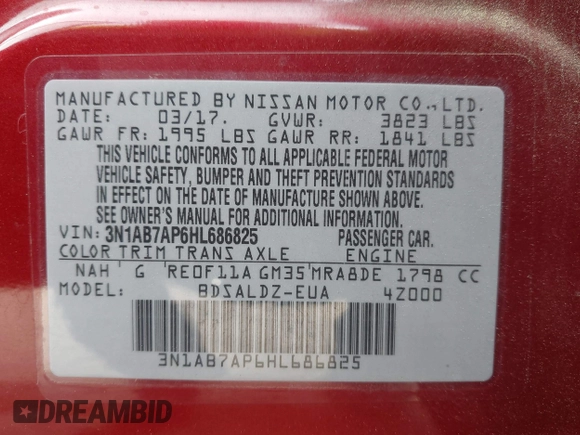 MANUFACTURED BY NISSAN MOTOR CO.,LTD.
DATE: 03/17. GVWR: 3823 LBS
GAWR FR: 1995 LBS GAWR RR: 1841 LBS
THIS VEHICLE CONFORMS TO ALL APPLICABLE FEDERAL MOTOR
VEHICLE SAFETY, BUMPER AND THEFT PREVENTION STANDARDS
IN EFFECT ON THE DATE OF MANUFACTURE SHOWN ABOVE.
SEE OWNER'S MANUAL FOR ADDITIONAL INFORMATION.
VIN: 3N1AB7AP6HL686825 PASSENGER CAR.
COLOR TRIM TRANS AXLE ENGINE
NAH G RE0F11A GM35 MRA8DE 1798 CC
MODEL: BDSALDZ-EUA 4Z000
3N1AB7AP6HL686825
DREAMBID